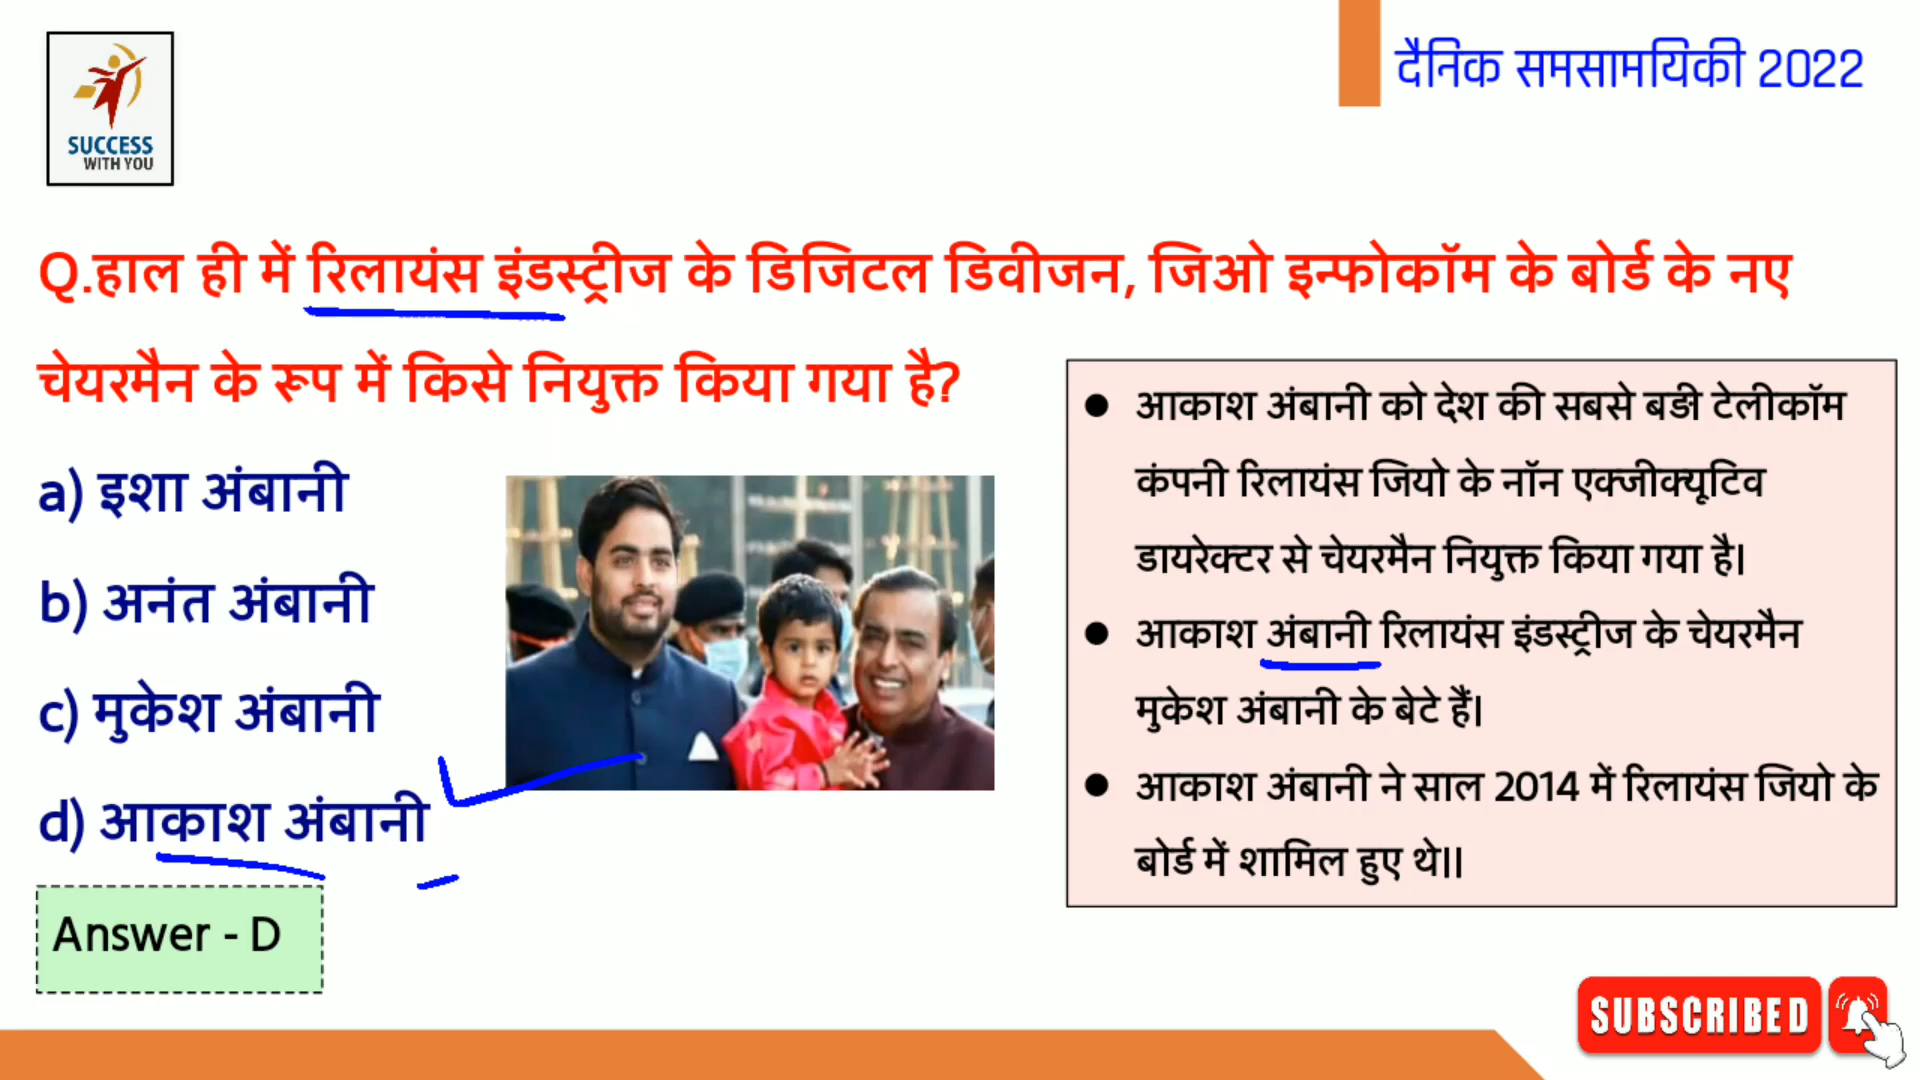 SUCCESS
WITH YOU
दैनिक समसामयिकी 2022
Q.हाल ही में रिलायंस इंडस्ट्रीज के डिजिटल डिवीजन, जिओ इन्फोकॉम के बोर्ड के नए
चेयरमैन के रूप में किसे नियुक्त किया गया है?
a) इशा अंबानी
b) अनंत अंबानी
c) मुकेश अंबानी
d) आकाश अंबानी
Answer - D
● आकाश अंबानी को देश की सबसे बडी टेलीकॉम
कंपनी रिलायंस जियो के नॉन एक्जीक्यूटिव
डायरेक्टर से चेयरमैन नियुक्त किया गया है।
● आकाश अंबानी रिलायंस इंडस्ट्रीज के चेयरमैन
मुकेश अंबानी के बेटे हैं।
● आकाश अंबानी ने साल 2014 में रिलायंस जियो के
बोर्ड में शामिल हुए थे।।
SUBSCRIBED